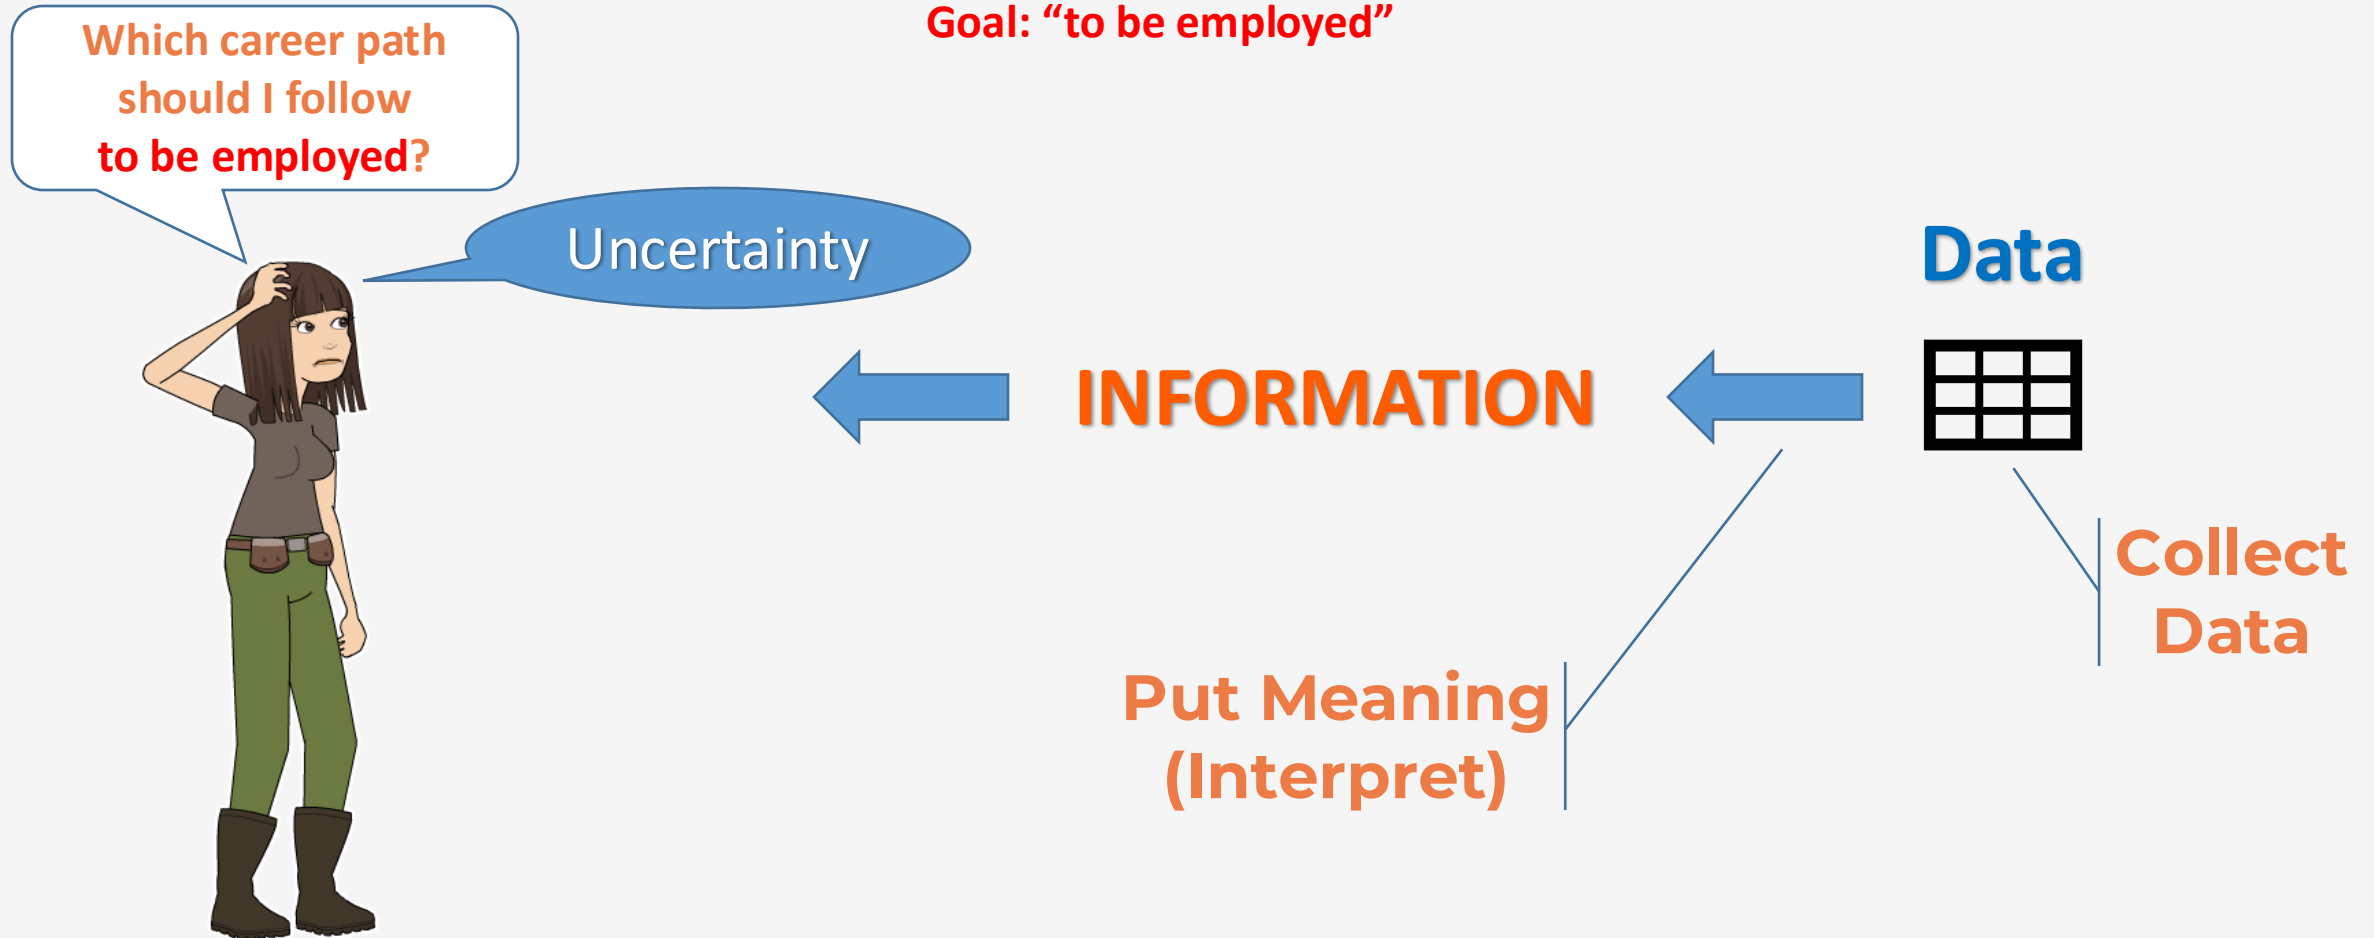 Goal: “to be employed”
Which career path
should I follow
to be employed?
Uncertainty
Data
INFORMATION
Collect
Data
Put Meaning
(Interpret)